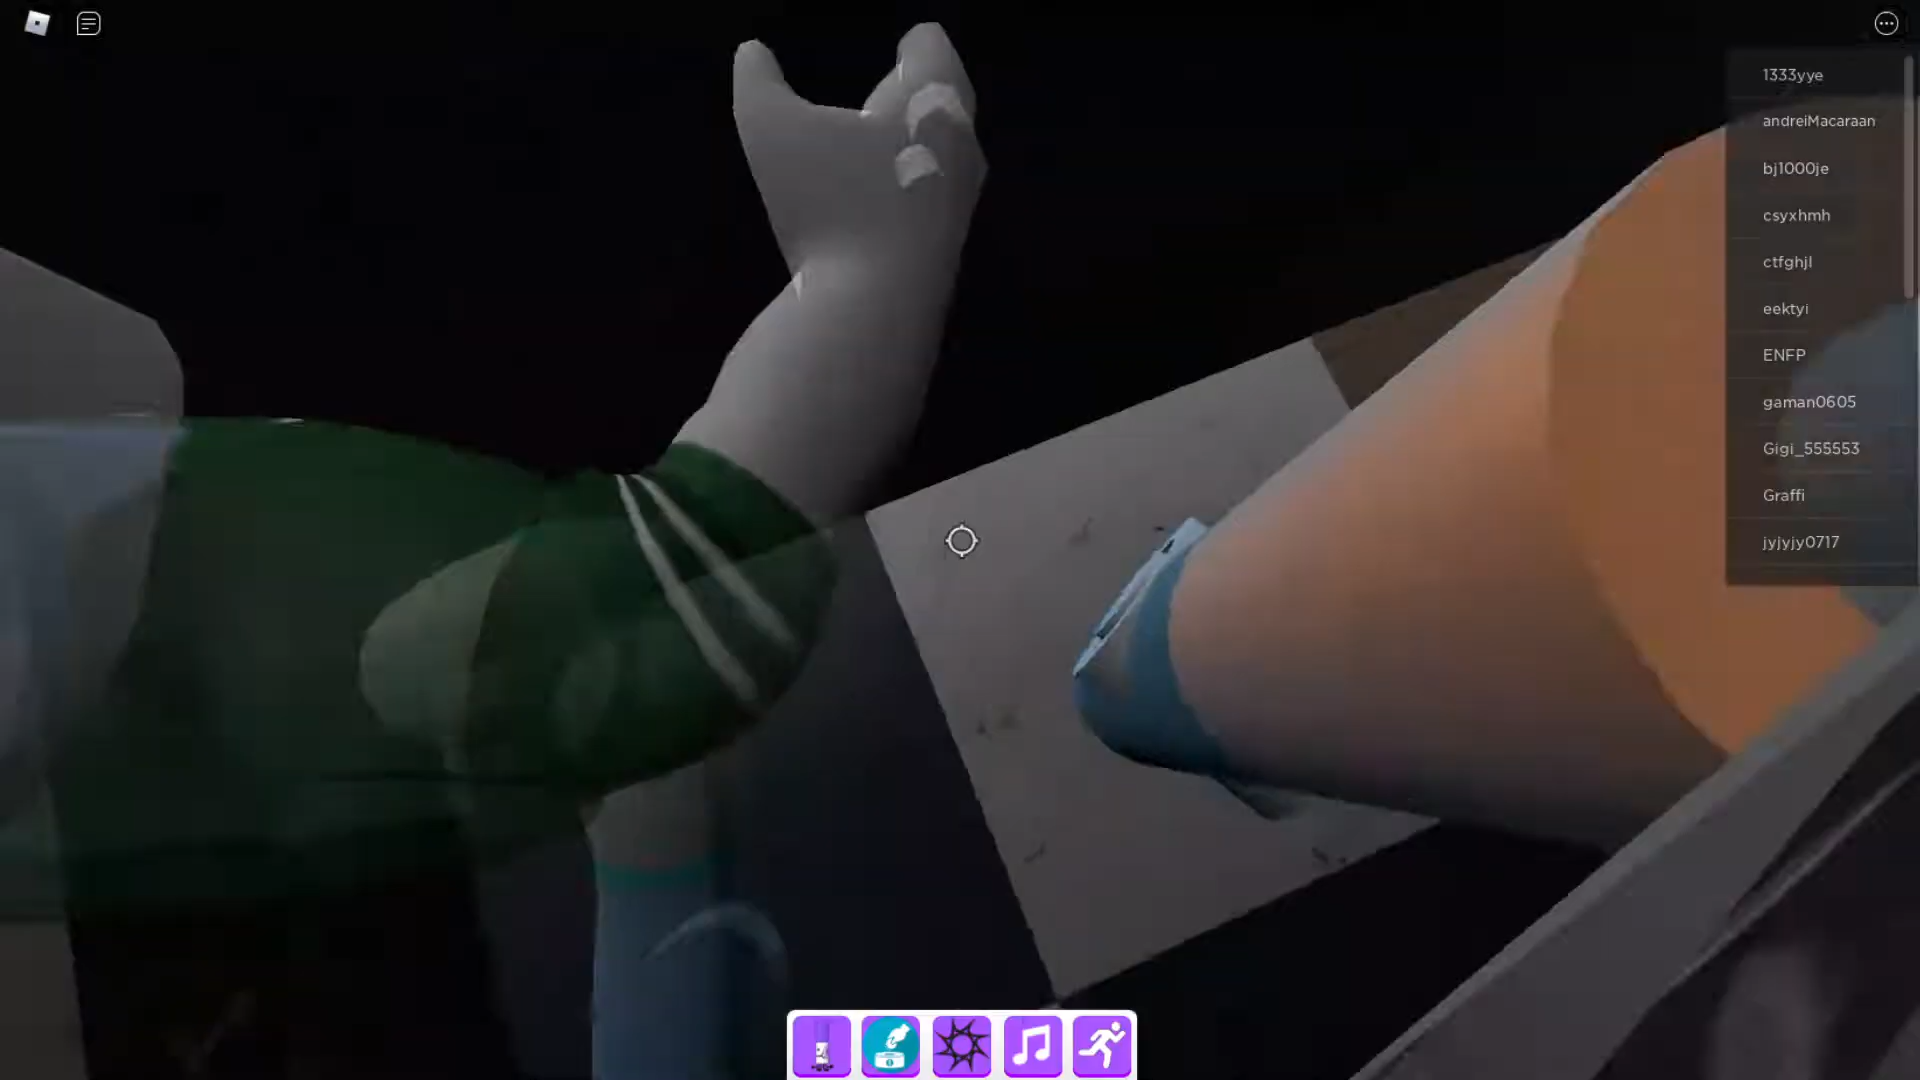 1333yye
andreiMacaraan
bj1000je
csyxhmh
ctfghjl
eektyi
ENFP
gaman0605
Gigi_555553
Graffi
jyjyjy0717